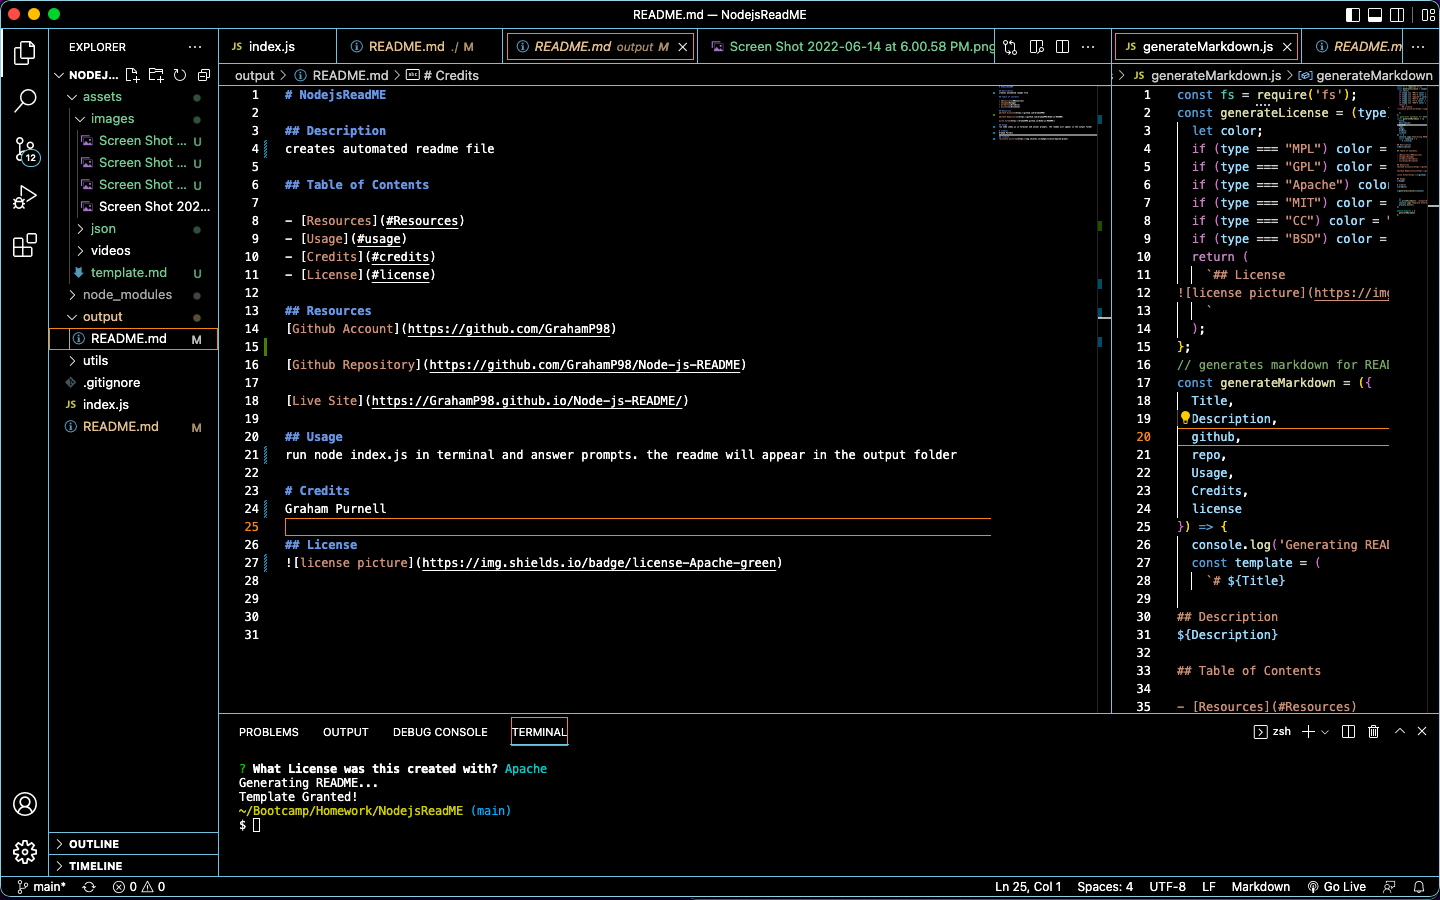 README.md — NodejsReadME
EXPLORER
NODEJ...
assets
images
Screen Shot ... U
Screen Shot ... U
Screen Shot ... U
Screen Shot 202...
json
videos
template.md U
node_modules
output
README.md M
utils
.gitignore
JS index.js
README.md M
OUTLINE
TIMELINE
12
JS index.js
README.md ./ M
README.md output M
Screen Shot 2022-06-14 at 6.00.58 PM.png
output > README.md > # Credits
1 # NodejsReadME
2
3 ## Description
4 creates automated readme file
5
6 ## Table of Contents
7
8 - [Resources](#Resources)
9 - [Usage](#usage)
10 - [Credits](#credits)
11 - [License](#license)
12
13 ## Resources
14 [Github Account](https://github.com/GrahamP98)
15
16 [Github Repository](https://github.com/GrahamP98/Node-js-README)
17
18 [Live Site](https://GrahamP98.github.io/Node-js-README/)
19
20 ## Usage
21 run node index.js in terminal and answer prompts. the readme will appear in the output folder
22
23 # Credits
24 Graham Purnell
25
26 ## License
27 ![license picture](https://img.shields.io/badge/license-Apache-green)
28
29
30
31
JS generateMarkdown.js
README.m
JS generateMarkdown.js > generateMarkdown
1 const fs = require('fs');
2 const generateLicense = (type
3 let color;
4 if (type === "MPL") color =
5 if (type === "GPL") color =
6 if (type === "Apache") colo
7 if (type === "MIT") color =
8 if (type === "CC") color = "
9 if (type === "BSD") color =
10 return (
11 `## License
12 ![license picture](https://im
13 `
14 );
15 };
16 // generates markdown for READ
17 const generateMarkdown = ({
18 Title,
19 Description,
20 github,
21 repo,
22 Usage,
23 Credits,
24 license
25 }) => {
26 console.log('Generating READ
27 const template = (
28 `# ${Title}
29
30 ## Description
31 ${Description}
32
33 ## Table of Contents
34
35 - [Resources](#Resources)
PROBLEMS OUTPUT DEBUG CONSOLE TERMINAL
zsh
? What License was this created with? Apache
Generating README...
Template Granted!
~/Bootcamp/Homework/NodejsReadME (main)
$
main* 0 0
Ln 25, Col 1 Spaces: 4 UTF-8 LF Markdown Go Live